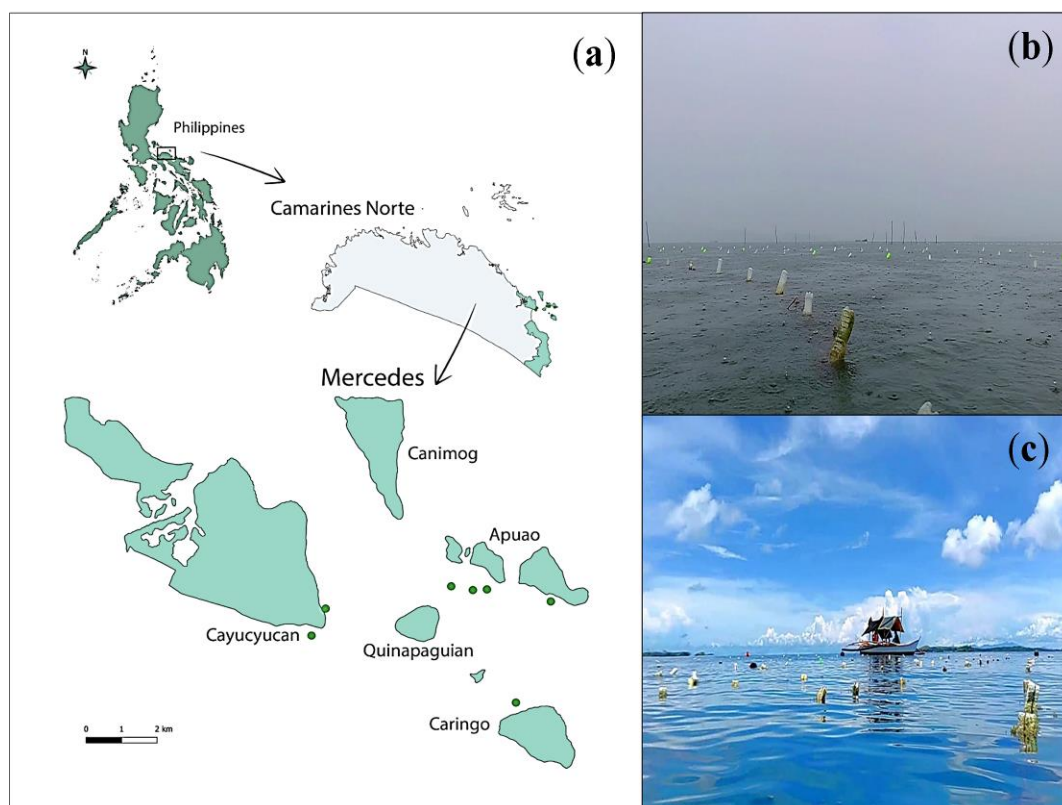 (a)
N
Philippines
Camarines Norte
Mercedes
Canimog
Apuao
Cayucyucan
Quinapaguian
Caringo
0 1 2 km
(b)
(c)